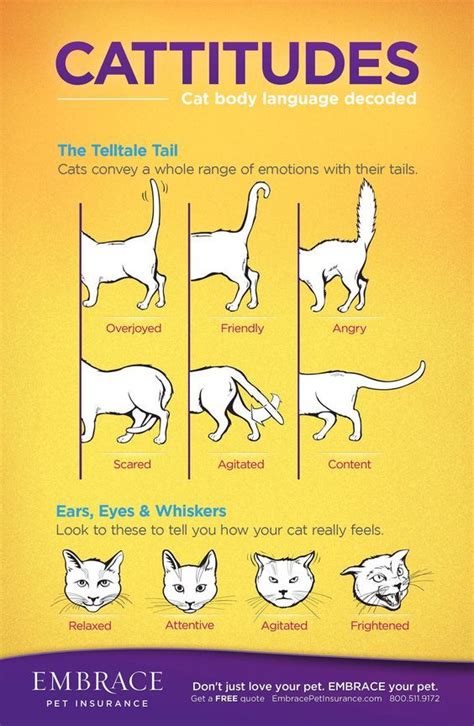 CATTITUDES
Cat body language decoded
The Telltale Tail
Cats convey a whole range of emotions with their tails.
Overjoyed
Friendly
Angry
Scared
Agitated
Content
Ears, Eyes & Whiskers
Look to these to tell you how your cat really feels.
Relaxed
Attentive
Agitated
Frightened
EMBRACE
PET INSURANCE
Don't just love your pet. EMBRACE your pet.
Get a FREE quote EmbracePetInsurance.com 800.511.9172